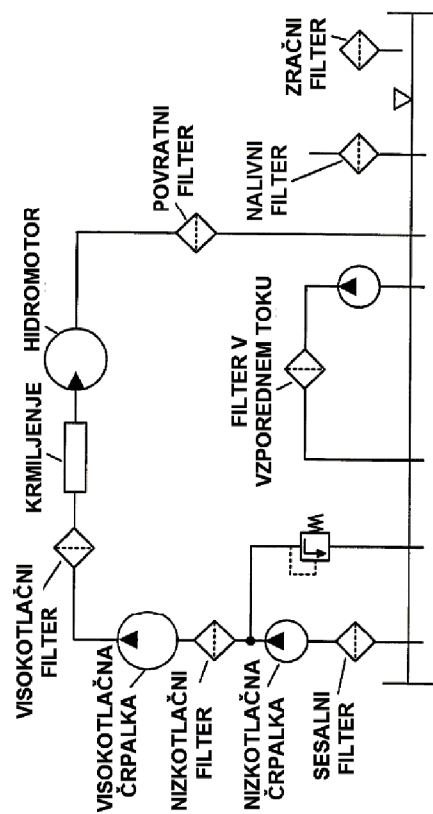 VISOKOTLAČNI
FILTER
KRMILJENJE
HIDROMOTOR
POVRATNI
FILTER
VISOKOTLAČNA
ČRPALKA
NIZKOTLAČNI
FILTER
NIZKOTLAČNA
ČRPALKA
SESALNI
FILTER
FILTER V
VZPOREDNEM TOKU
NALIVNI
FILTER
ZRAČNI
FILTER